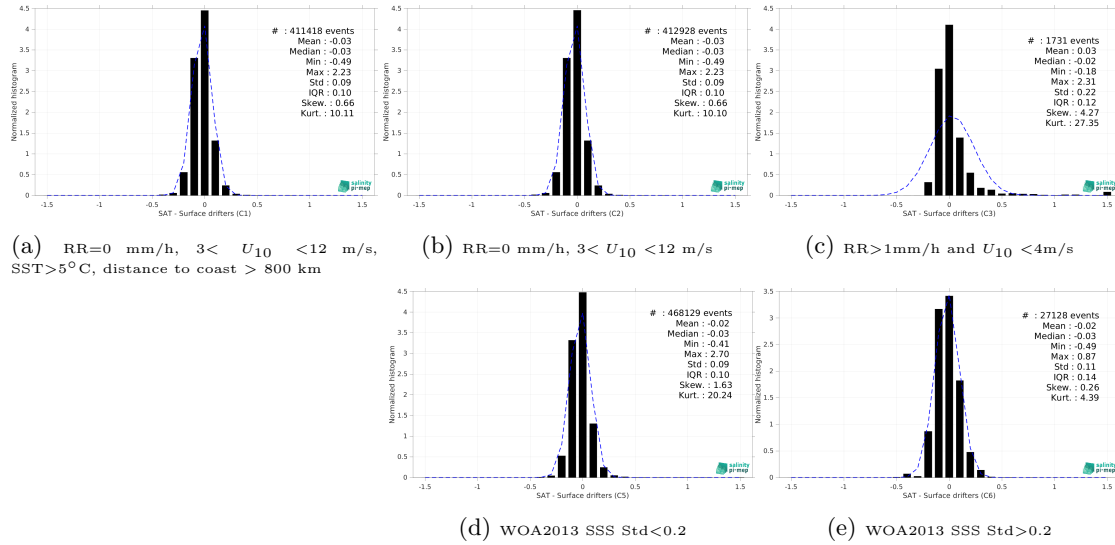 4.5
4
3.5
3
2.5
2
1.5
1
0.5
0
Normalized histogram
# : 411418 events
Mean : -0.03
Median : -0.03
Min : -0.49
Max : 2.23
Std : 0.09
IQR : 0.10
Skew. : 0.66
Kurt. : 10.11
salinity
pi-mep
-1.5 -1 -0.5 0 0.5 1 1.5
SAT - Surface drifters (C1)
(a) RR=0 mm/h, 3< U10 <12 m/s,
SST>5°C, distance to coast > 800 km
4.5
4
3.5
3
2.5
2
1.5
1
0.5
0
Normalized histogram
# : 412928 events
Mean : -0.03
Median : -0.03
Min : -0.49
Max : 2.23
Std : 0.09
IQR : 0.10
Skew. : 0.66
Kurt. : 10.10
salinity
pi-mep
-1.5 -1 -0.5 0 0.5 1 1.5
SAT - Surface drifters (C2)
(b) RR=0 mm/h, 3< U10 <12 m/s
4.5
4
3.5
3
2.5
2
1.5
1
0.5
0
Normalized histogram
# : 1731 events
Mean : 0.03
Median : -0.02
Min : -0.18
Max : 2.31
Std : 0.22
IQR : 0.12
Skew. : 4.27
Kurt. : 27.35
salinity
pi-mep
-1.5 -1 -0.5 0 0.5 1 1.5
SAT - Surface drifters (C3)
(c) RR>1mm/h and U10 <4m/s
4.5
4
3.5
3
2.5
2
1.5
1
0.5
0
Normalized histogram
# : 468129 events
Mean : -0.02
Median : -0.03
Min : -0.41
Max : 2.70
Std : 0.09
IQR : 0.10
Skew. : 1.63
Kurt. : 20.24
salinity
pi-mep
-1.5 -1 -0.5 0 0.5 1 1.5
SAT - Surface drifters (C5)
(d) WOA2013 SSS Std<0.2
3.5
3
2.5
2
1.5
1
0.5
0
Normalized histogram
# : 27128 events
Mean : -0.02
Median : -0.03
Min : -0.49
Max : 0.87
Std : 0.11
IQR : 0.14
Skew. : 0.26
Kurt. : 4.39
salinity
pi-mep
-1.5 -1 -0.5 0 0.5 1 1.5
SAT - Surface drifters (C6)
(e) WOA2013 SSS Std>0.2